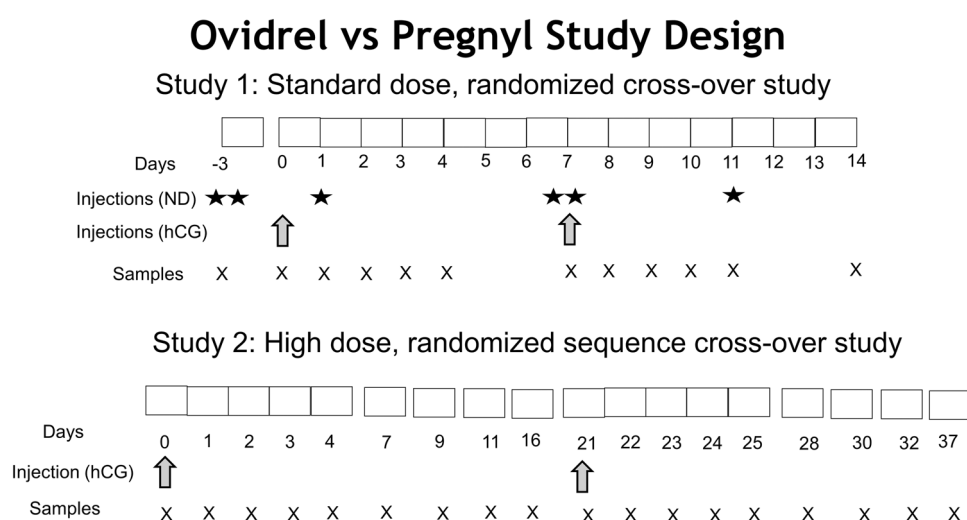 Ovidrel vs Pregnyl Study Design
Study 1: Standard dose, randomized cross-over study
Days -3 0 1 2 3 4 5 6 7 8 9 10 11 12 13 14
Injections (ND) ★★ ★ ★★ ★
Injections (hCG)
Samples X X X X X X X X X X X X
Study 2: High dose, randomized sequence cross-over study
Days 0 1 2 3 4 7 9 11 16 21 22 23 24 25 28 30 32 37
Injection (hCG)
Samples X X X X X X X X X X X X X X X X X X